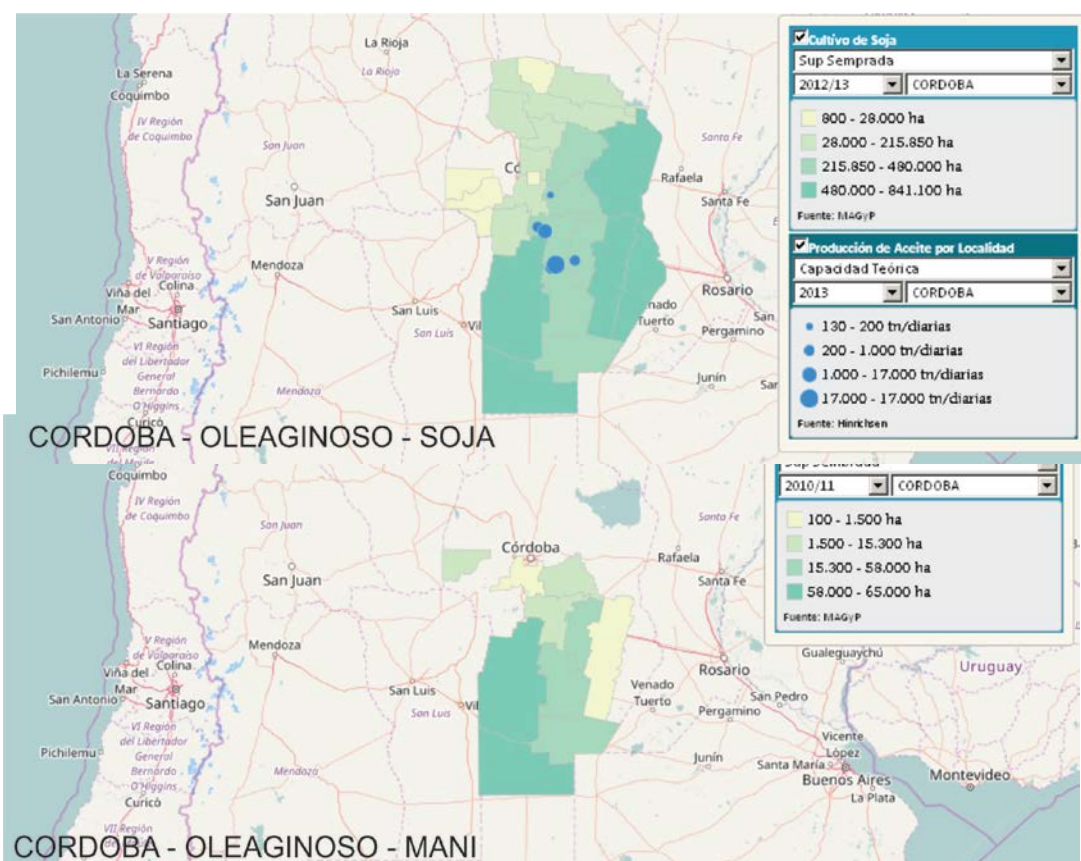 La Rioja
La Rioja
La Serena
Coquimbo
IV Región
de Coquimbo
San Juan
San Juan
Santa Fe
Rafaela
Santa Fe
Mendoza
V Región
de Valparaíso
Viña del
Mar
Colina
San Antonio
Santiago
VI Región
del Libertador
General
Bernardo
O'Higgins
Pichilemu
Curicó
San Luis
San Luis
Mendoza
Rosario
Tuerto
Pergamino
Junín
Cultivo de Soja
Sup Sembrada
2012/13 CORDOBA
800 - 28.000 ha
28.000 - 215.850 ha
215.850 - 480.000 ha
480.000 - 841.100 ha
Fuente: MAGyP
Producción de Aceite por Localidad
Capacidad Teórica
2013 CORDOBA
130 - 200 tn/diarias
200 - 1.000 tn/diarias
1.000 - 17.000 tn/diarias
17.000 - 17.000 tn/diarias
Fuente: Hinrichsen
CORDOBA - OLEAGINOSO - SOJA
Coquimbo
IV Región
de Coquimbo
San Juan
San Juan
Córdoba
Santa Fe
Rafaela
Santa Fe
Mendoza
V Región
de Valparaíso
Viña del
Mar
Colina
San Antonio
Santiago
VI Región
del Libertador
General
Bernardo
O'Higgins
Pichilemu
Curicó
San Luis
San Luis
Mendoza
Venado
Tuerto
Rosario
San Pedro
Pergamino
Junín
Gualeguaychú
Uruguay
Vicente
López
Santa María
Buenos Aires
La Plata
Montevideo
2010/11 CORDOBA
100 - 1.500 ha
1.500 - 15.300 ha
15.300 - 58.000 ha
58.000 - 65.000 ha
Fuente: MAGyP
CORDOBA - OLEAGINOSO - MANI